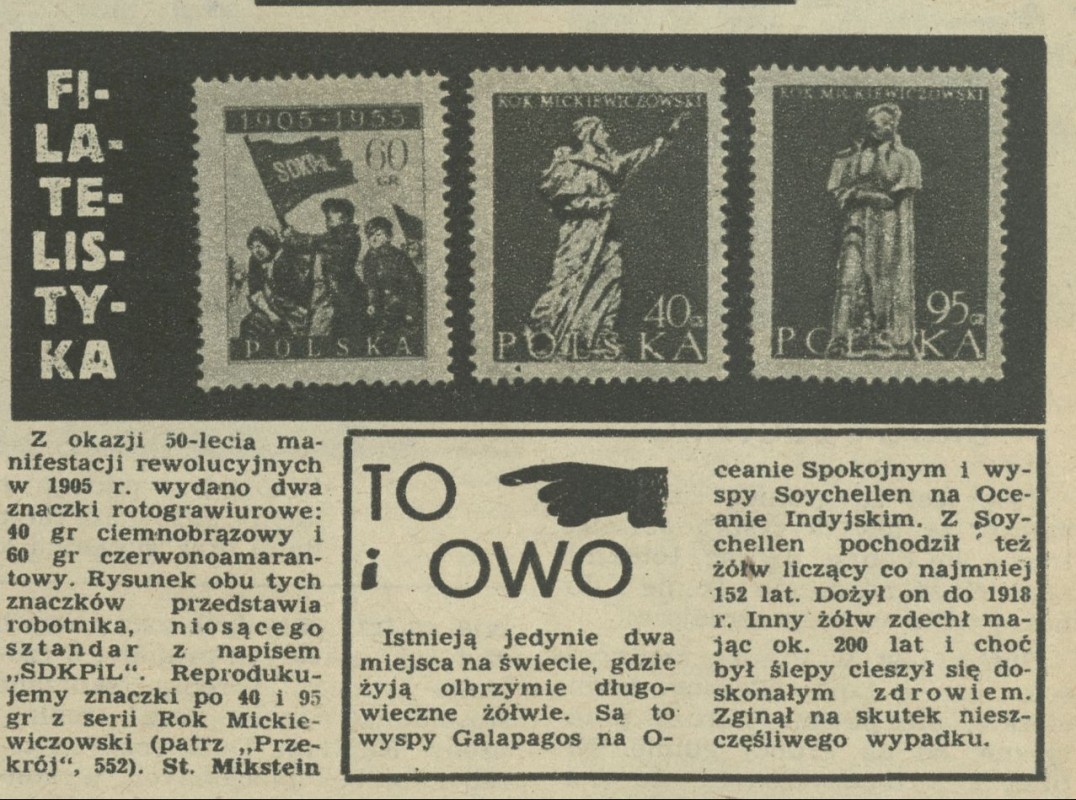 FI-
LA-
TE-
LIS-
TY-
KA
1905-1955
SDKPiL
60
GR
POLSKA
ROK MICKIEWICZOWSKI
40 GR
POLSKA
ROK MICKIEWICZOWSKI
95 GR
POLSKA
Z okazji 50-lecia ma-
nifestacji rewolucyjnych
w 1905 r. wydano dwa
znaczki rotograwiurowe:
40 gr ciemnobrązowy i
60 gr czerwonoamaran-
towy. Rysunek obu tych
znaczków przedstawia
robotnika, niosącego
sztandar z napisem
„SDKPiL“. Reproduku-
jemy znaczki po 40 i 95
gr z serii Rok Mickie-
wiczowski (patrz „Prze-
krój“, 552). St. Mikstein
TO
i OWO
Istnieją jedynie dwa
miejsca na świecie, gdzie
żyją olbrzymie długo-
wieczne żółwie. Są to
wyspy Galapagos na O-
ceanie Spokojnym i wy-
spy Soychellen na Oce-
anie Indyjskim. Z Soy-
chellen pochodził też
żółw liczący co najmniej
152 lat. Dożył on do 1918
r. Inny żółw zdechł ma-
jąc ok. 200 lat i choć
był ślepy cieszył się do-
skonałym zdrowiem.
Zginął na skutek niesz-
częśliwego wypadku.